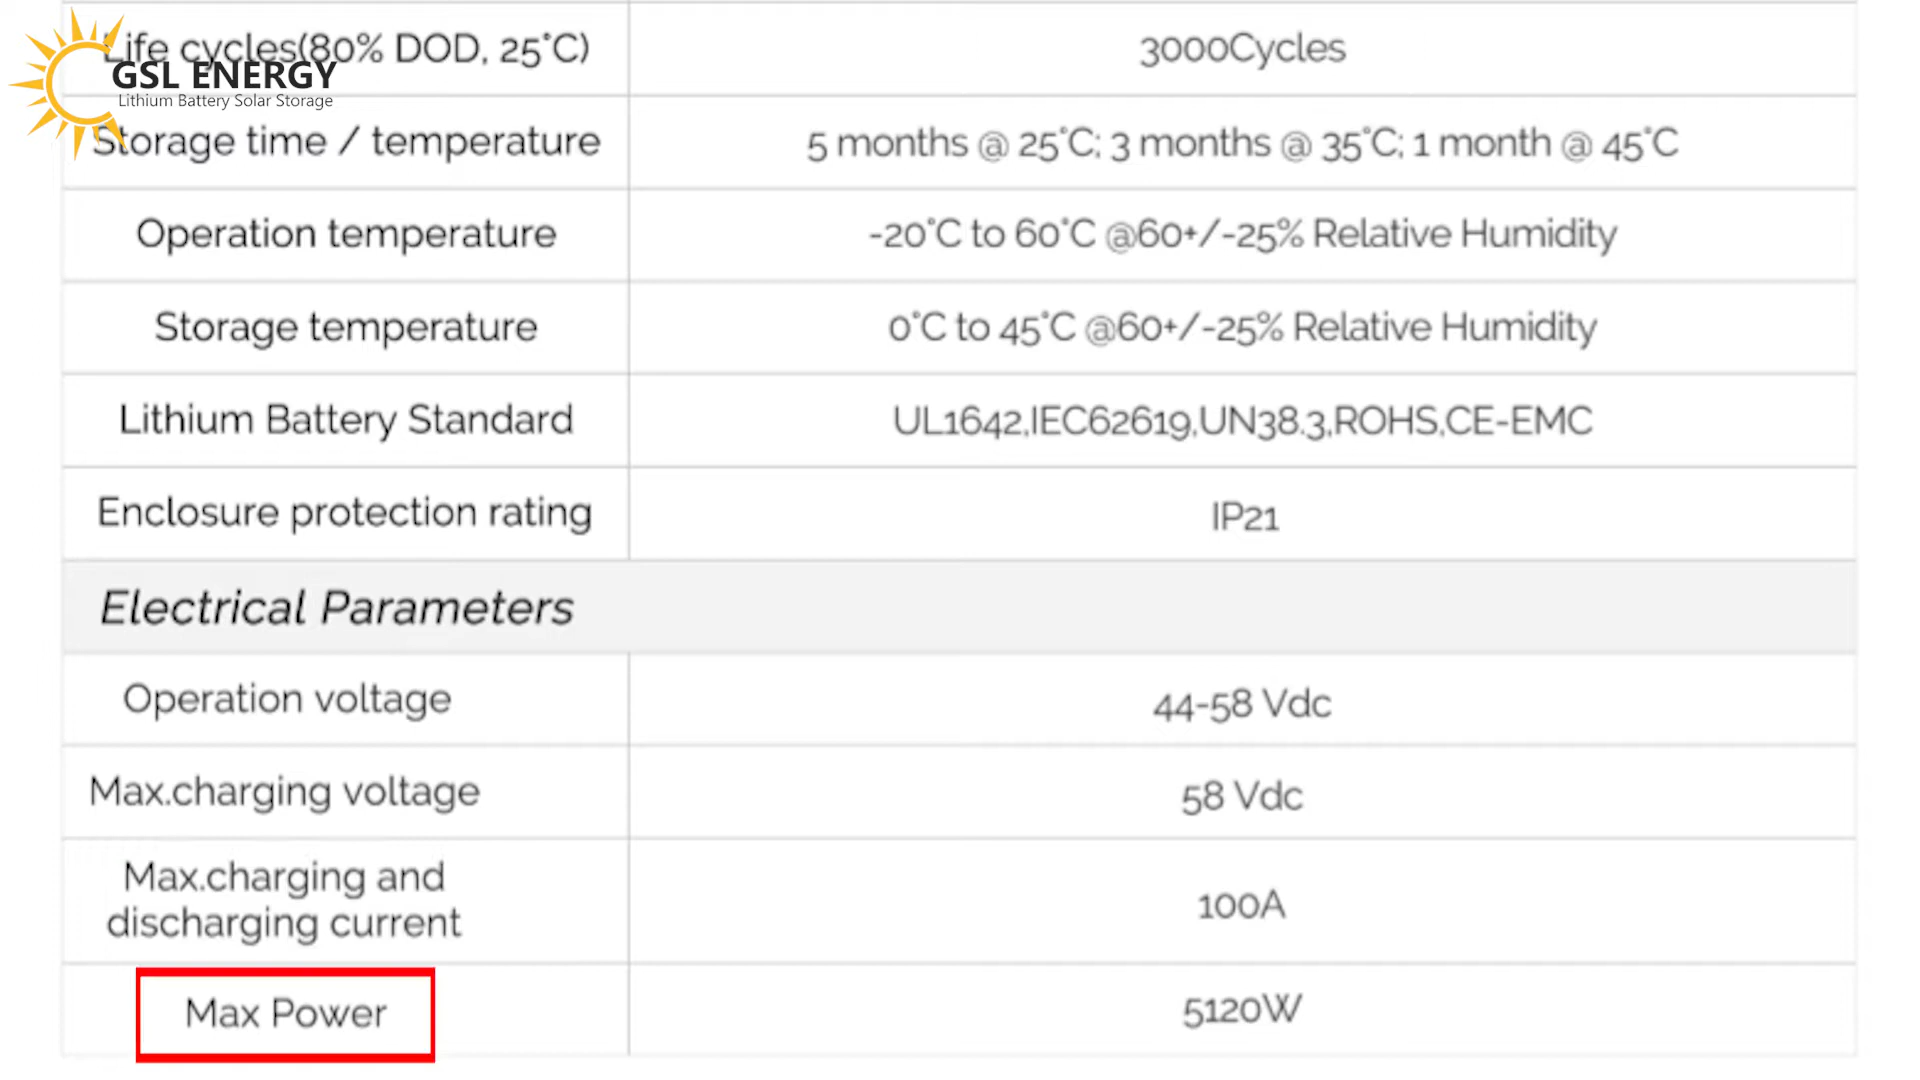 Life cycles(80% DOD, 25°C) 3000Cycles
GSL ENERGY
Lithium Battery Solar Storage
Storage time / temperature 5 months @ 25°C; 3 months @ 35°C; 1 month @ 45°C
Operation temperature -20°C to 60°C @60+/-25% Relative Humidity
Storage temperature 0°C to 45°C @60+/-25% Relative Humidity
Lithium Battery Standard UL1642,IEC62619,UN38.3,ROHS,CE-EMC
Enclosure protection rating IP21
Electrical Parameters
Operation voltage 44-58 Vdc
Max.charging voltage 58 Vdc
Max.charging and
discharging current 100A
Max Power 5120W